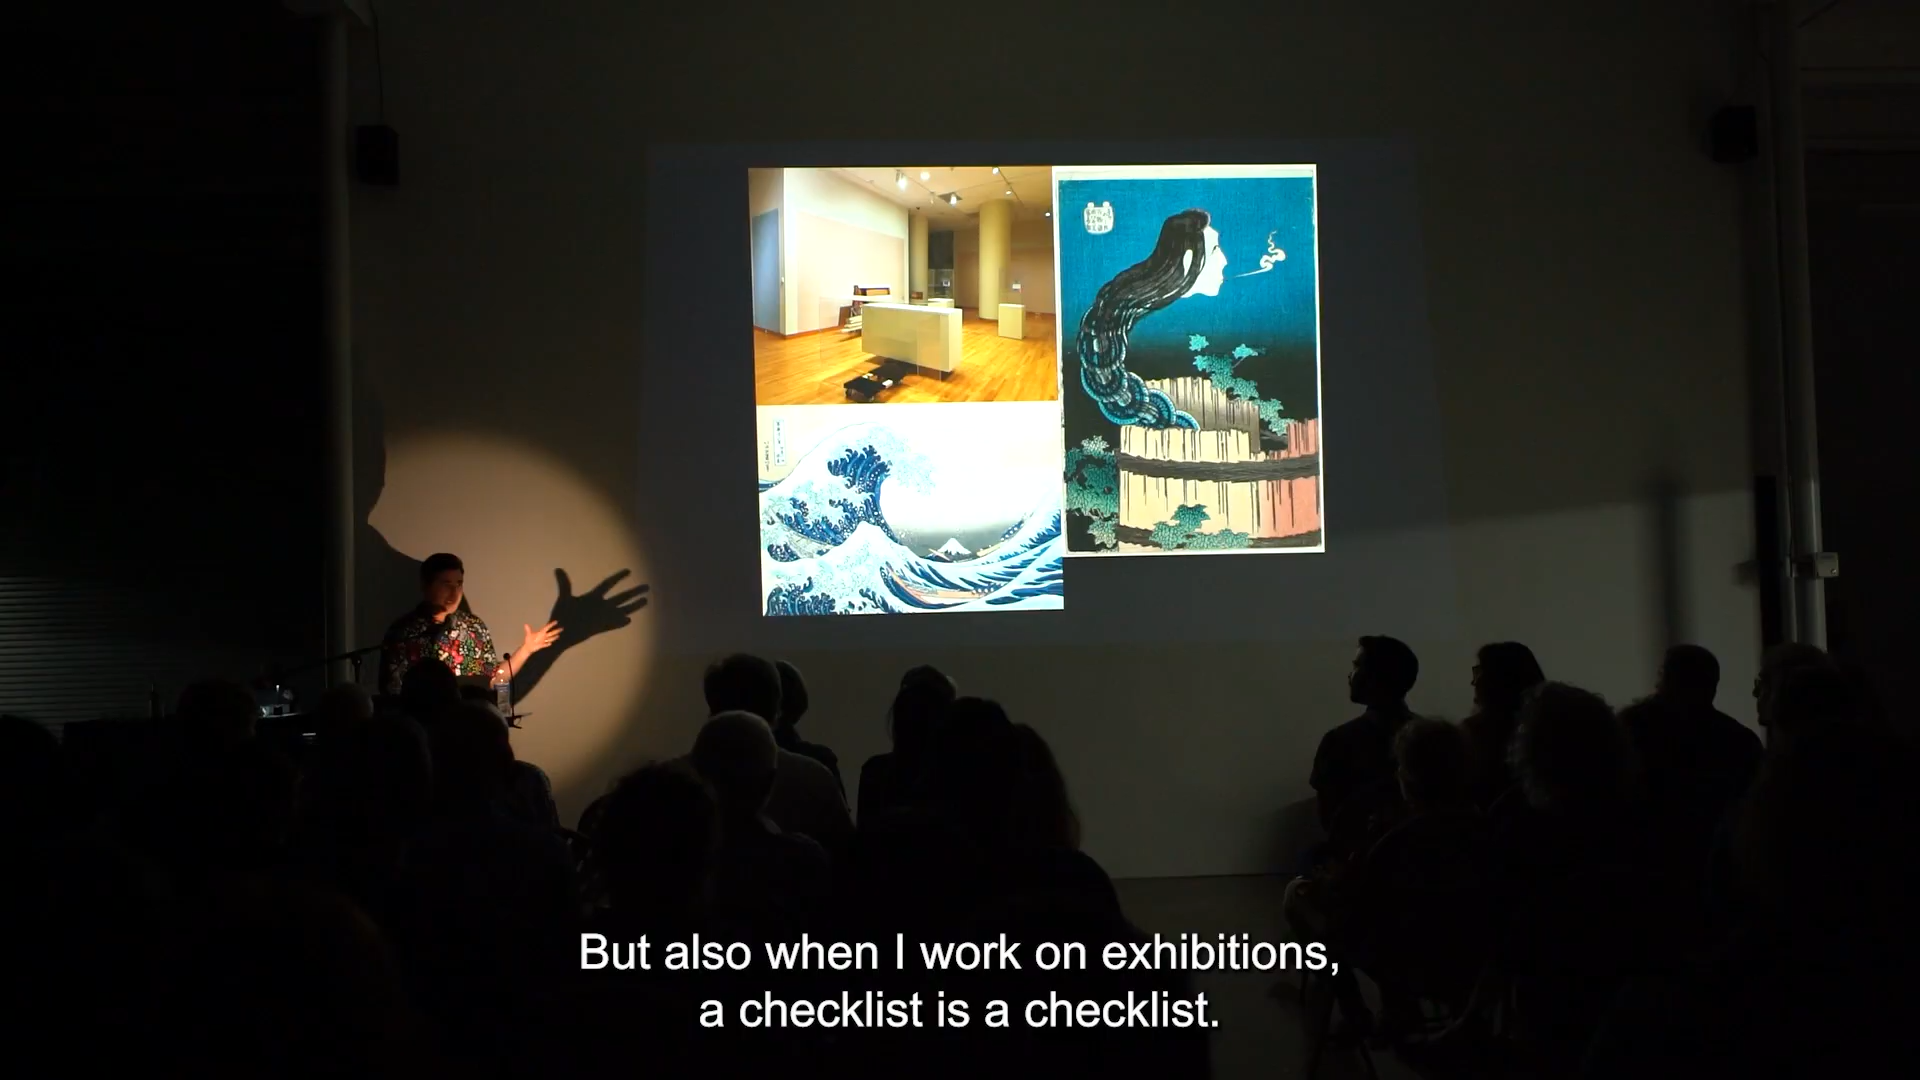 But also when I work on exhibitions,
a checklist is a checklist.